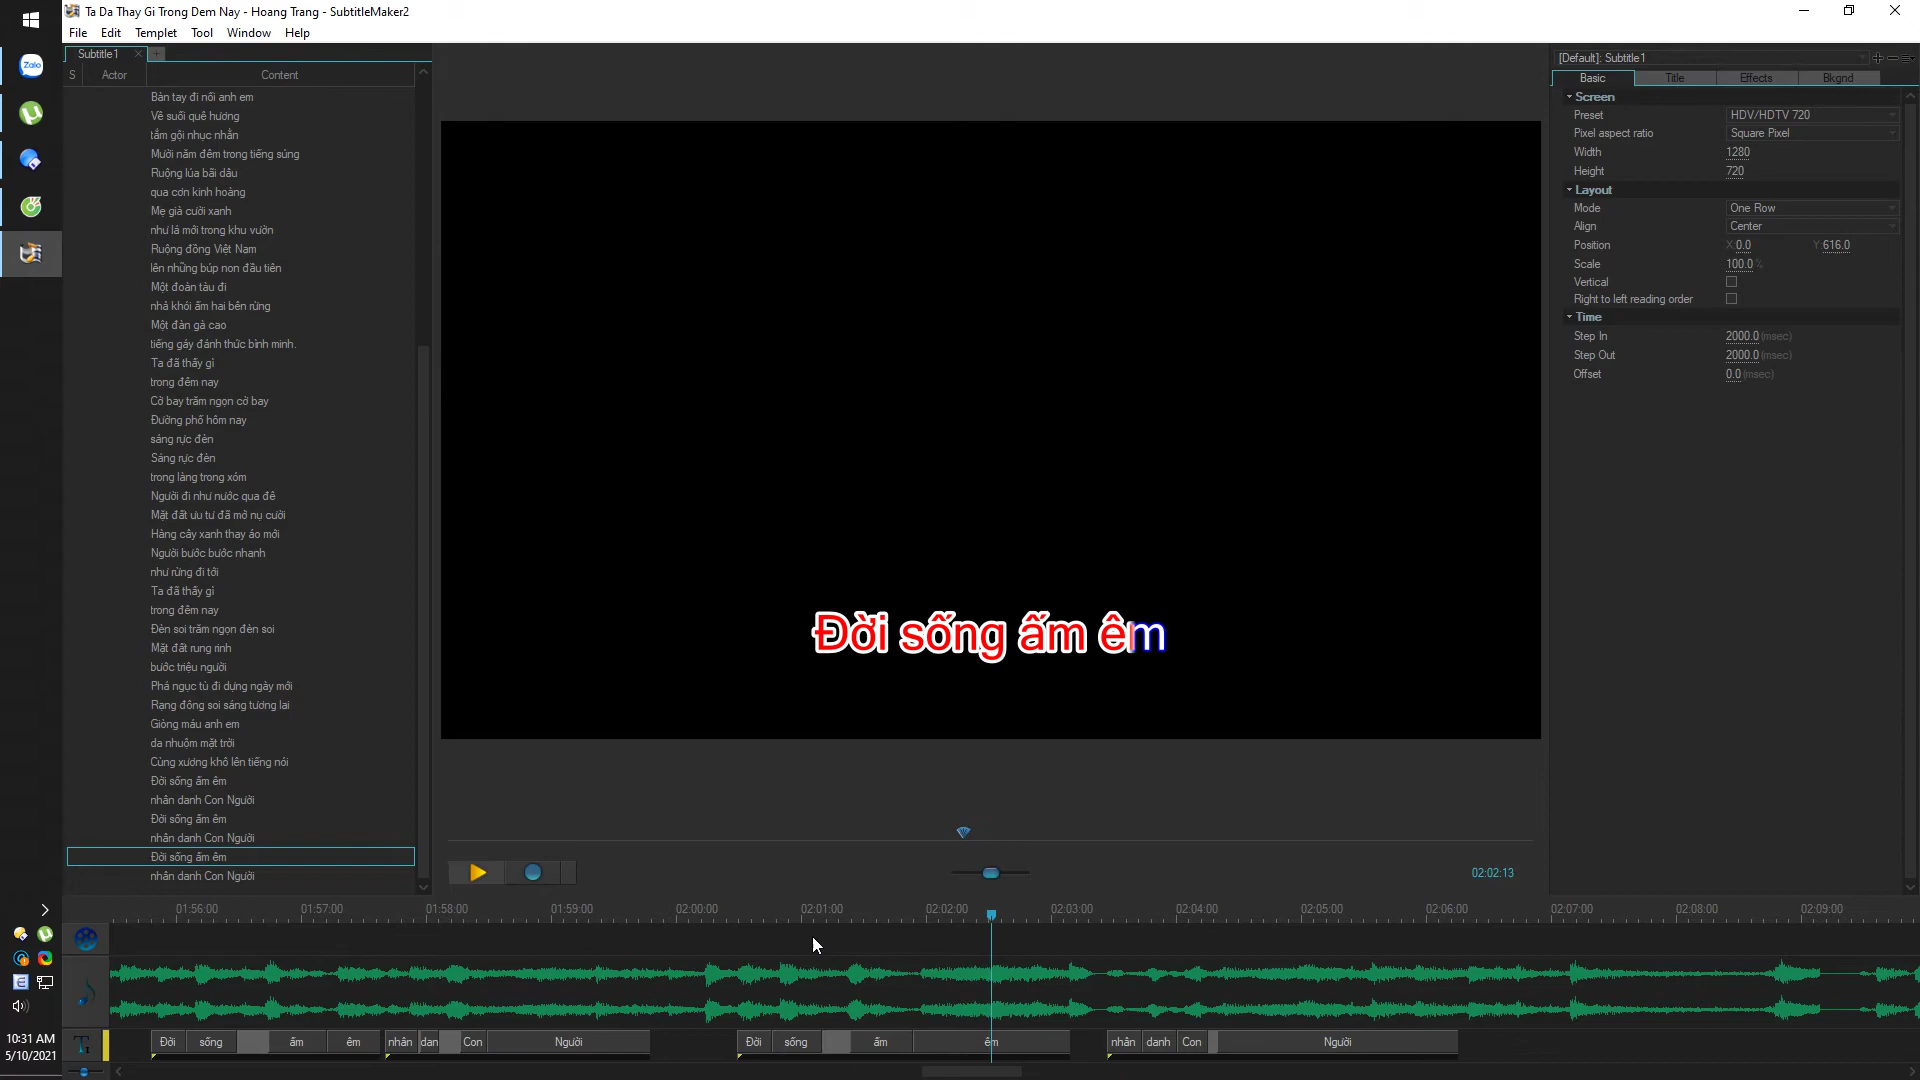 Ta Da Thay Gi Trong Dem Nay - Hoang Trang - SubtitleMaker2
File Edit Templet Tool Window Help
Subtitle1
S Actor Content
Bàn tay đi nối anh em
Về suối quê hương
tắm gội nhục nhằn
Mười năm đêm trong tiếng súng
Ruộng lúa bãi dâu
qua cơn kinh hoàng
Mẹ già cười xanh
như lá mới trong khu vườn
Ruộng đồng Việt Nam
lên những búp non đầu tiên
Một đoàn tàu đi
nhả khói ấm hai bên rừng
Một đàn gà cao
tiếng gáy đánh thức bình minh.
Ta đã thấy gì
trong đêm nay
Cờ bay trăm ngọn cờ bay
Đường phố hôm nay
sáng rực đèn
Sáng rực đèn
trong làng trong xóm
Người đi như nước qua đê
Mặt đất ưu tư đã mở nụ cười
Hàng cây xanh thay áo mới
Người bước bước nhanh
như rừng đi tới
Ta đã thấy gì
trong đêm nay
Đèn soi trăm ngọn đèn soi
Mặt đất rung rinh
bước triệu người
Phá ngục tù đi dựng ngày mới
Rạng đông soi sáng tương lai
Giòng máu anh em
da nhuộm mặt trời
Cùng xương khô lên tiếng nói
Đời sống ấm êm
nhân danh Con Người
Đời sống ấm êm
nhân danh Con Người
Đời sống ấm êm
nhân danh Con Người
Đời sống ấm êm
02:02:13
[Default]: Subtitle1
Basic Title Effects Bkgnd
Screen
Preset HDV/HDTV 720
Pixel aspect ratio Square Pixel
Width 1280
Height 720
Layout
Mode One Row
Align Center
Position X:0.0 Y:616.0
Scale 100.0 %
Vertical
Right to left reading order
Time
Step In 2000.0 (msec)
Step Out 2000.0 (msec)
Offset 0.0 (msec)
01:56:00 01:57:00 01:58:00 01:59:00 02:00:00 02:01:00 02:02:00 02:03:00 02:04:00 02:05:00 02:06:00 02:07:00 02:08:00 02:09:00
Đời sống ấm êm nhân dan Con Người Đời sống ấm êm nhân danh Con Người
Zalo
10:31 AM
5/10/2021